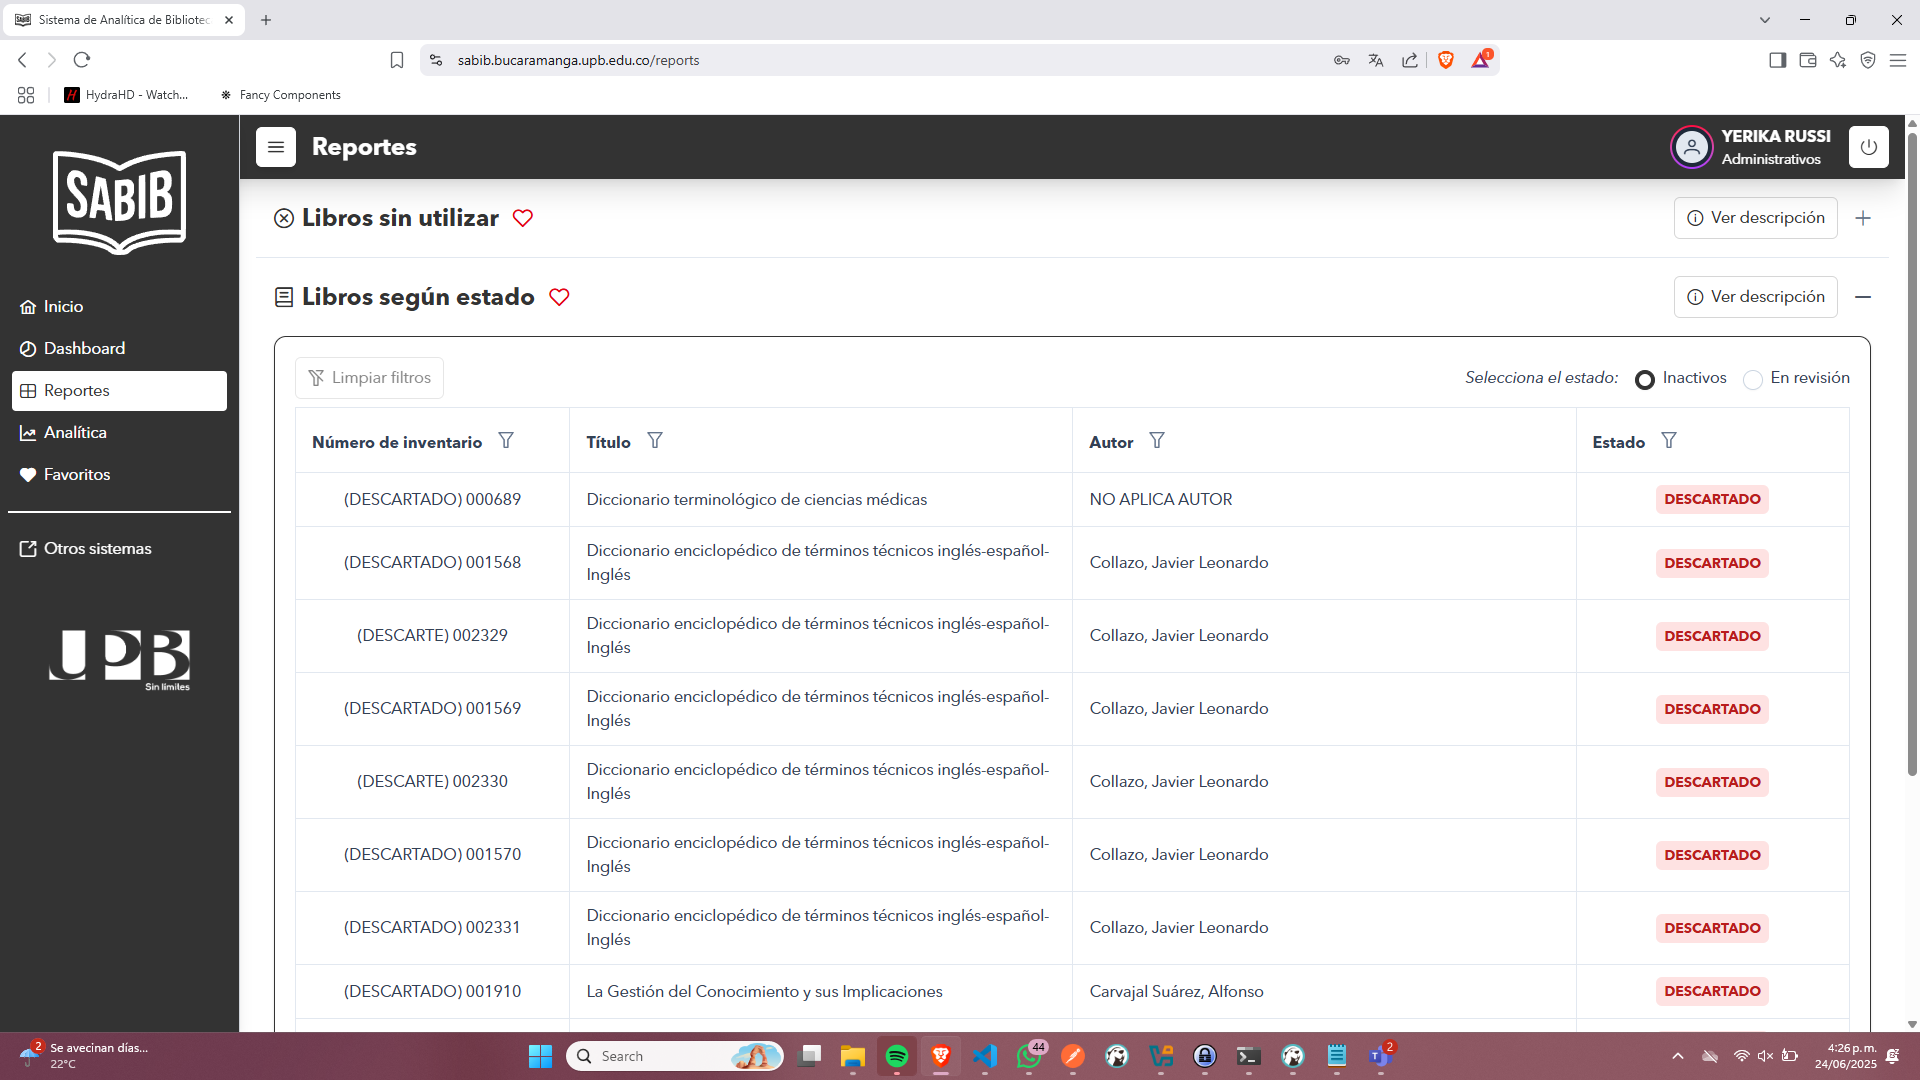 Sistema de Analítica de Bibliotec
sabib.bucaramanga.upb.edu.co/reports
1
HydraHD - Watch...
Fancy Components
SABIB
Reportes
YERIKA RUSSI
Administrativos
Inicio
Dashboard
Reportes
Analítica
Favoritos
Otros sistemas
UPB
Sin límites
Libros sin utilizar
Ver descripción
Libros según estado
Ver descripción
Limpiar filtros
Selecciona el estado: Inactivos En revisión
Número de inventario Título Autor Estado
(DESCARTADO) 000689 Diccionario terminológico de ciencias médicas NO APLICA AUTOR DESCARTADO
(DESCARTADO) 001568 Diccionario enciclopédico de términos técnicos inglés-español-
Inglés Collazo, Javier Leonardo DESCARTADO
(DESCARTE) 002329 Diccionario enciclopédico de términos técnicos inglés-español-
Inglés Collazo, Javier Leonardo DESCARTADO
(DESCARTADO) 001569 Diccionario enciclopédico de términos técnicos inglés-español-
Inglés Collazo, Javier Leonardo DESCARTADO
(DESCARTE) 002330 Diccionario enciclopédico de términos técnicos inglés-español-
Inglés Collazo, Javier Leonardo DESCARTADO
(DESCARTADO) 001570 Diccionario enciclopédico de términos técnicos inglés-español-
Inglés Collazo, Javier Leonardo DESCARTADO
(DESCARTADO) 002331 Diccionario enciclopédico de términos técnicos inglés-español-
Inglés Collazo, Javier Leonardo DESCARTADO
(DESCARTADO) 001910 La Gestión del Conocimiento y sus Implicaciones Carvajal Suárez, Alfonso DESCARTADO
2
Se avecinan días...
22°C
Search
44
2
4:26 p. m.
24/06/2025